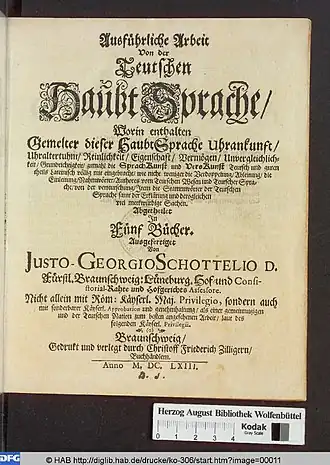 Ausführliche Arbeit
Von der
Teutschen
Haubt Sprache/
Worin enthalten
Gemelter dieser HaubtSprache Uhrankunft/
Uhraltertuhm/ Reinlichkeit/ Eigenschaft/ Vermögen/ Unvergleichlich-
keit/ Grundrichtigkeit/ zumahl die SprachKunst und VersKunst Teutsch und guten
theils Lateinisch völlig mit eingebracht/ wie nicht weniger die Verdoppelung/ Ableitung/ die
Einleitung/ Nahmwörter/ Authores vom Teutschen Wesen und Teutscher Spra-
che/ von der verteutschung/ Item die Stammwörter der Teutschen
Sprache samt der Erklärung und derogleichen
viel merkwürdige Sachen.
Abgetheilet
In
Fünf Bücher.
Ausgefertiget
Von
JUSTO-GEORGIO SCHOTTELIO D.
Fürstl. Braunschweig: Lüneburg. Hof- und Consi-
storial-Rahte und Hofgerichts Assessore.
Nicht allein mit Röm: Käyserl. Maj. Privilegio, sondern auch
mit sonderbarer Käyserl. Approbation und genehmhaltung/ als einer gemeinnützigen
und der Teutschen Nation zum besten angesehenen Arbeit/ laut des
folgenden Käyserl. Privilegii.
Braunschweig/
Gedrukt und verlegt durch Christoff Friederich Zilligern/
Buchhändlern.
Anno M. DC. LXIII.
Herzog August Bibliothek Wolfenbüttel
Kodak
Gray Scale
DFG
© HAB http://diglib.hab.de/drucke/ko-306/start.htm?image=00011